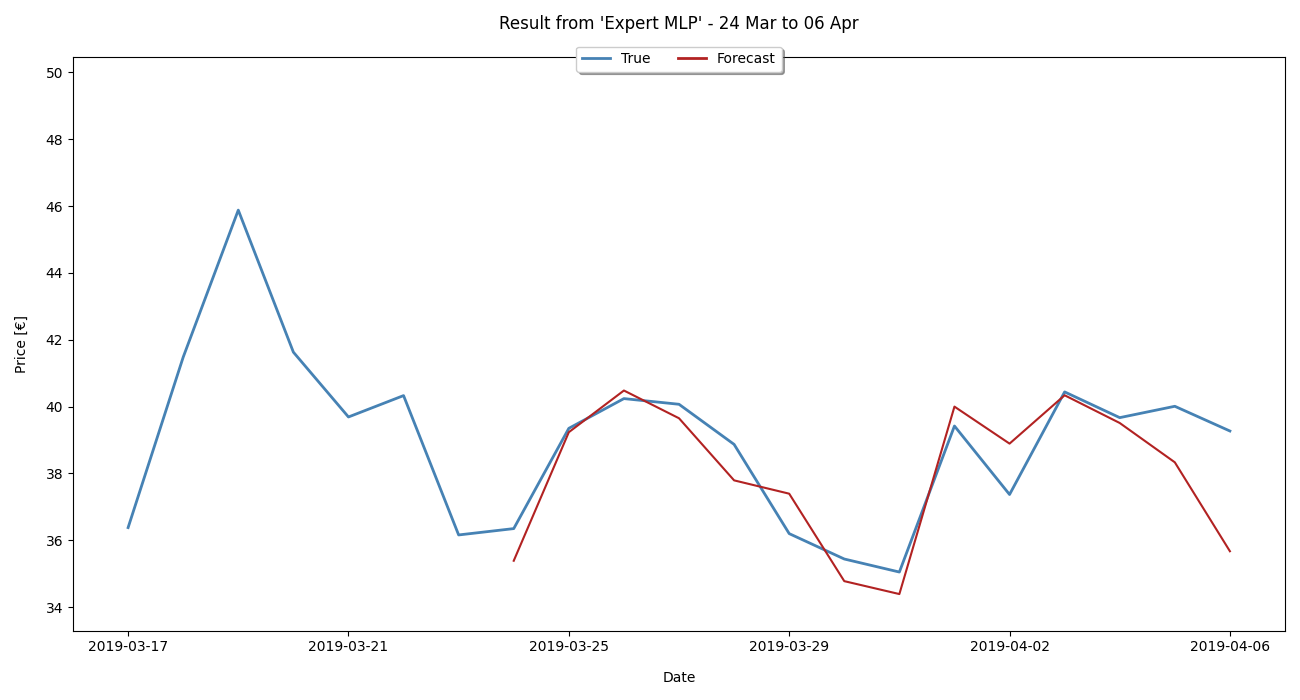 Result from 'Expert MLP' - 24 Mar to 06 Apr
True Forecast
50
48
46
44
42
40
38
36
34
Price [€]
2019-03-17 2019-03-21 2019-03-25 2019-03-29 2019-04-02 2019-04-06
Date